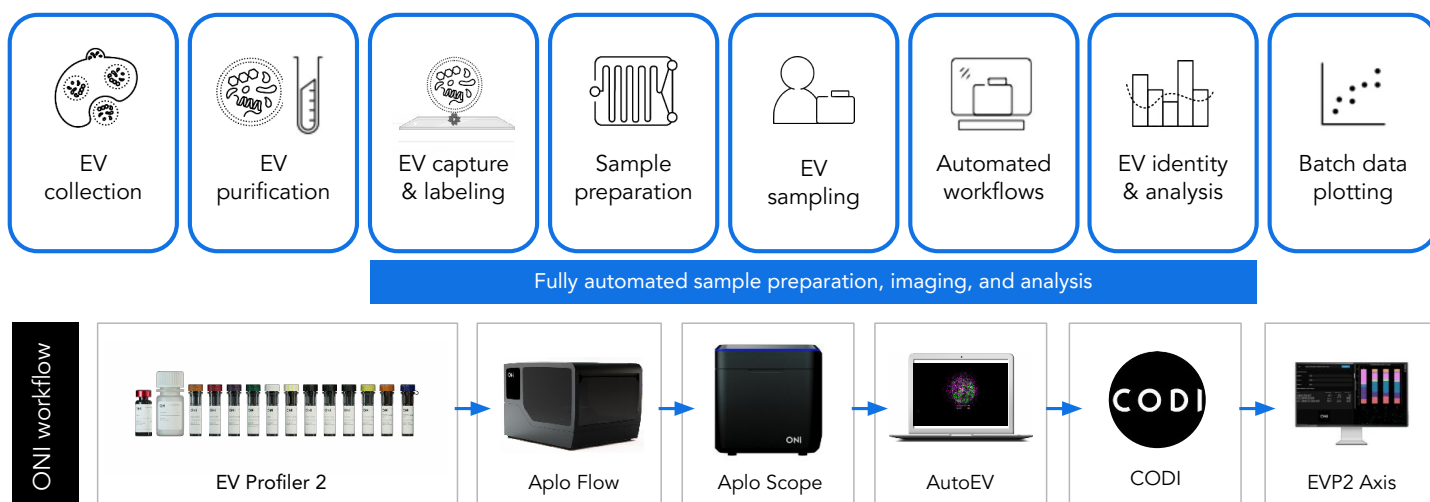 EV
collection
EV
purification
EV capture
& labeling
Sample
preparation
EV
sampling
Automated
workflows
EV identity
& analysis
Batch data
plotting
Fully automated sample preparation, imaging, and analysis
ONI workflow
EV Profiler 2
Aplo Flow
ONi
Aplo Scope
AutoEV
CODI
CODI
EVP2 Axis